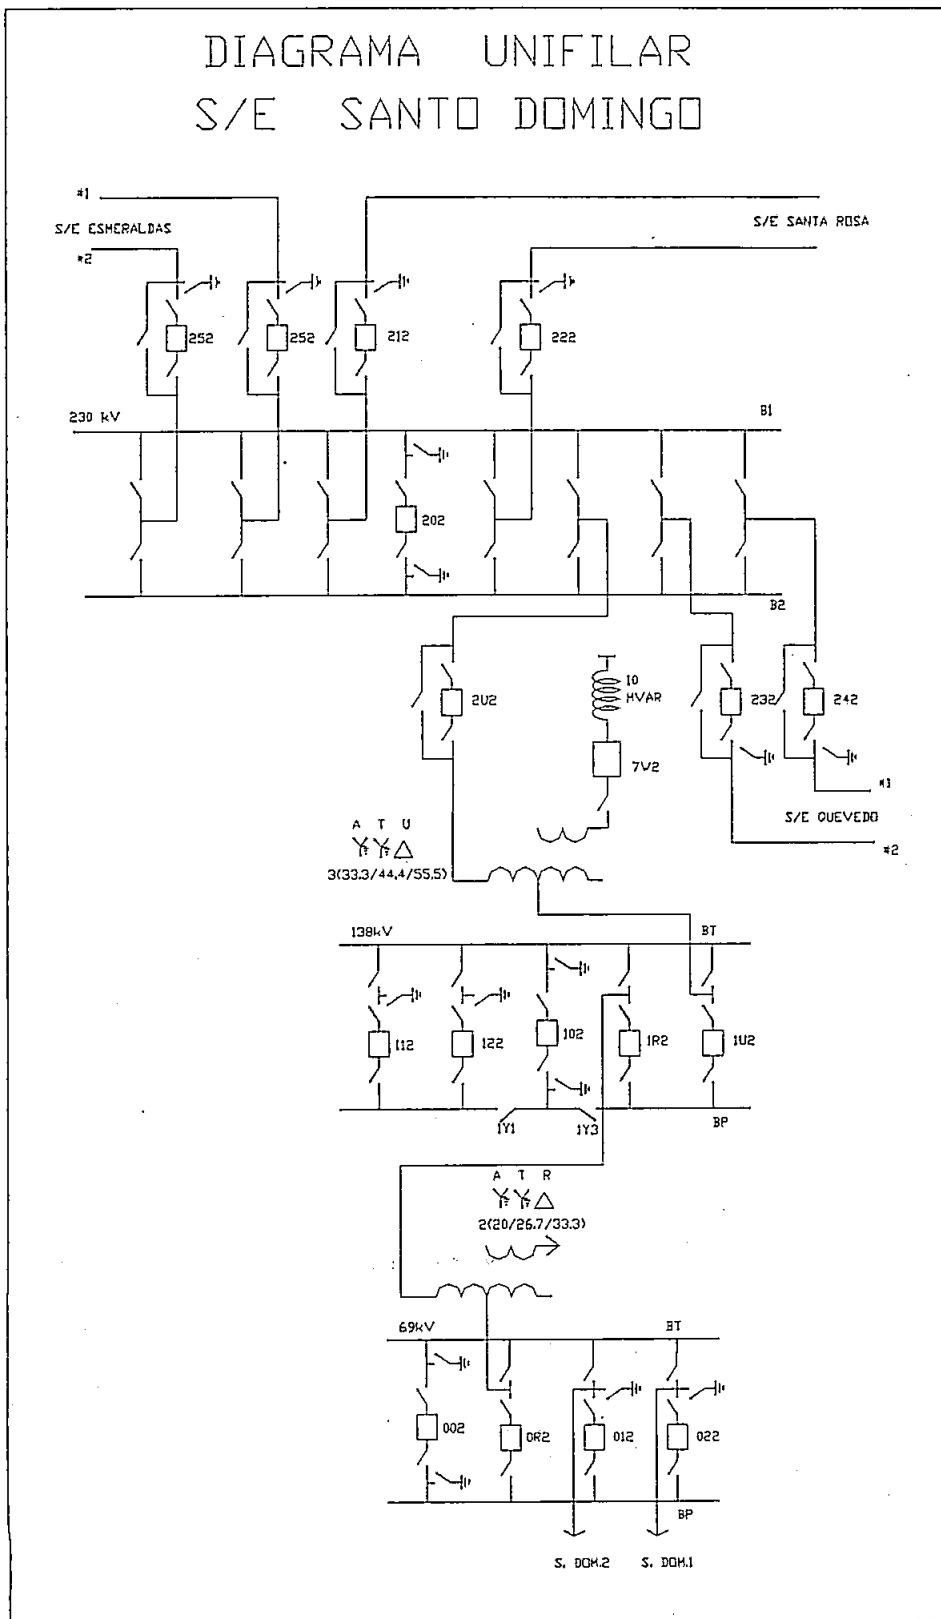 DIAGRAMA UNIFILAR
S/E SANTO DOMINGO
#1
S/E ESMERALDAS
#2
S/E SANTA ROSA
252
252
212
222
230 kV
B1
202
B2
2U2
10
MVAR
7W2
232
242
#1
S/E QUEVEDO
#2
A T U
3(33.3/44.4/55.5)
138kV
BT
112
122
102
1R2
1U2
1Y1
1Y3
BP
A T R
2(20/26.7/33.3)
69kV
BT
002
0R2
012
022
BP
S. DOM.2
S. DOM.1